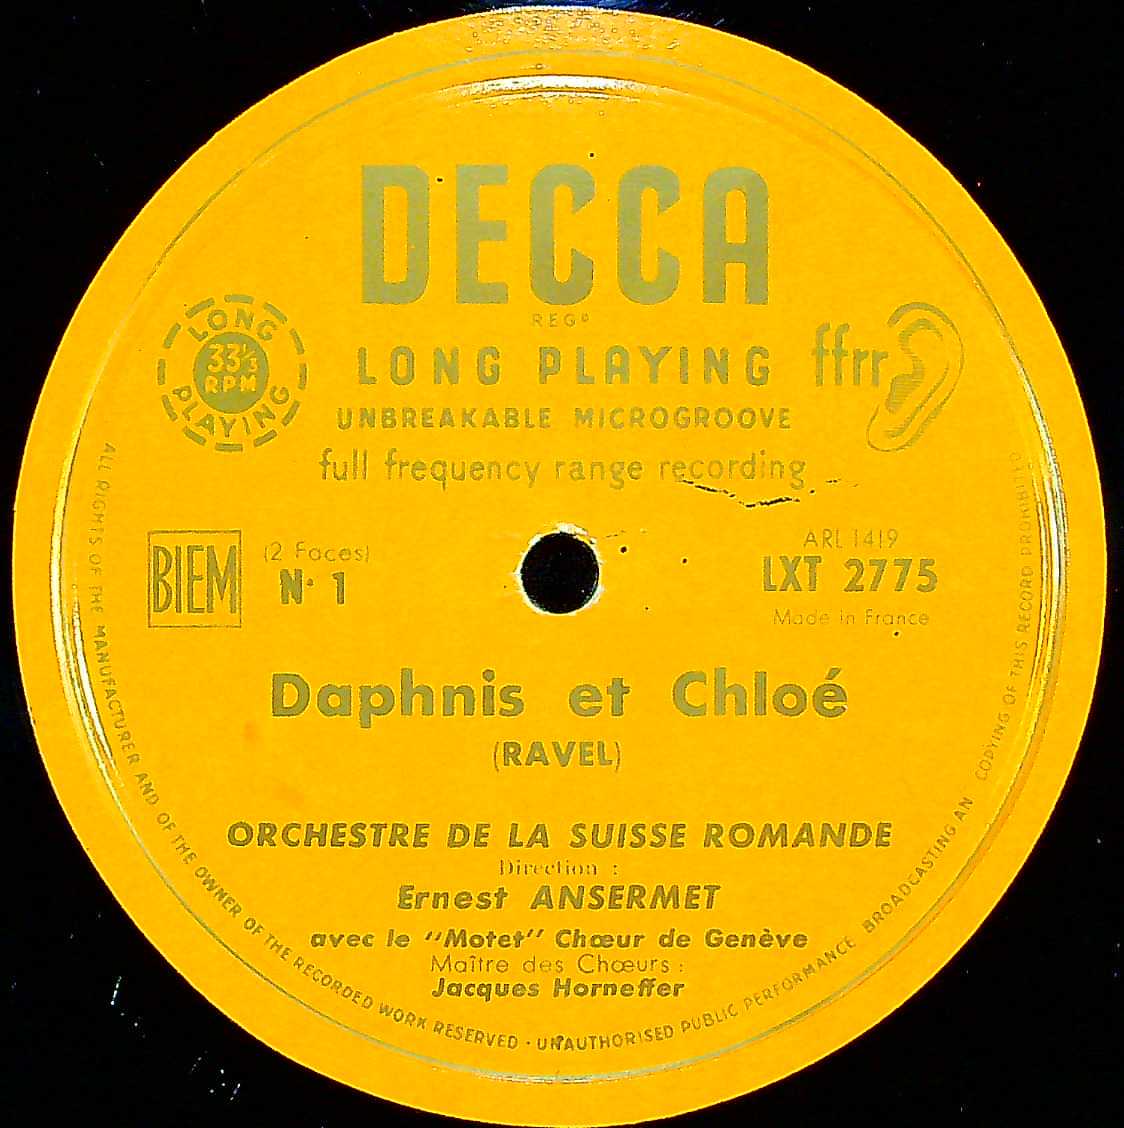 DECCA
REGD
LONG PLAYING
33 1/3
RPM
LONG PLAYING
ffrr
UNBREAKABLE MICROGROOVE
full frequency range recording
BIEM
(2 Faces)
N· 1
ARL 1419
LXT 2775
Made in France
Daphnis et Chloé
(RAVEL)
ORCHESTRE DE LA SUISSE ROMANDE
Direction :
Ernest ANSERMET
avec le "Motet" Chœur de Genève
Maître des Chœurs :
Jacques Horneffer
ALL RIGHTS OF THE MANUFACTURER AND OF THE OWNER OF THE RECORDED WORK RESERVED · UNAUTHORISED PUBLIC PERFORMANCE BROADCASTING AN COPYING OF THIS RECORD PROHIBITED